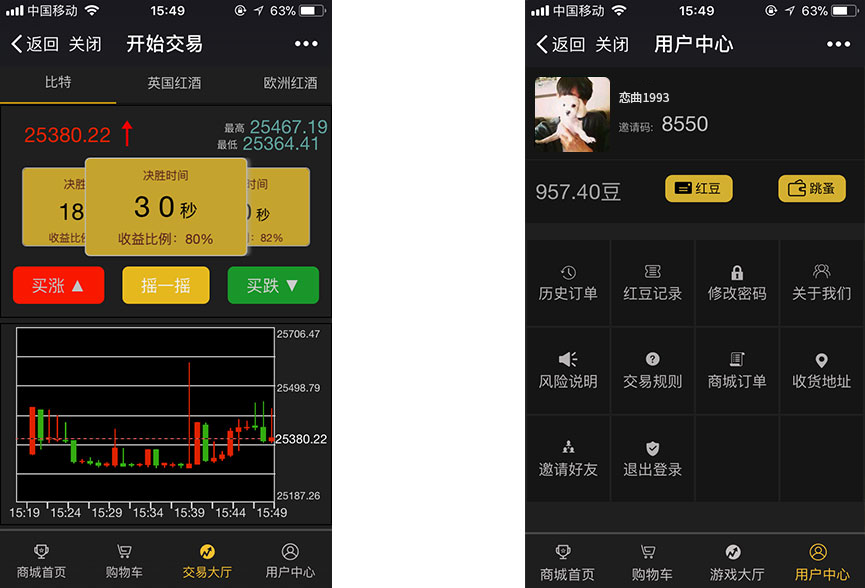 中国移动 15:49 63%
返回 关闭 开始交易
比特 英国红酒 欧洲红酒
25380.22 最高 25467.19
最低 25364.41
决胜 决胜时间 时间
18 30秒 秒
收益比例 收益比例: 80% : 82%
买涨 摇一摇 买跌
25706.47
25498.79
25380.22
25187.26
15:19 15:24 15:29 15:34 15:39 15:44 15:49
商城首页 购物车 交易大厅 用户中心
中国移动 15:49 63%
返回 关闭 用户中心
恋曲1993
邀请码: 8550
957.40豆 红豆 跳蚤
历史订单 红豆记录 修改密码 关于我们
风险说明 交易规则 商城订单 收货地址
邀请好友 退出登录
商城首页 购物车 游戏大厅 用户中心